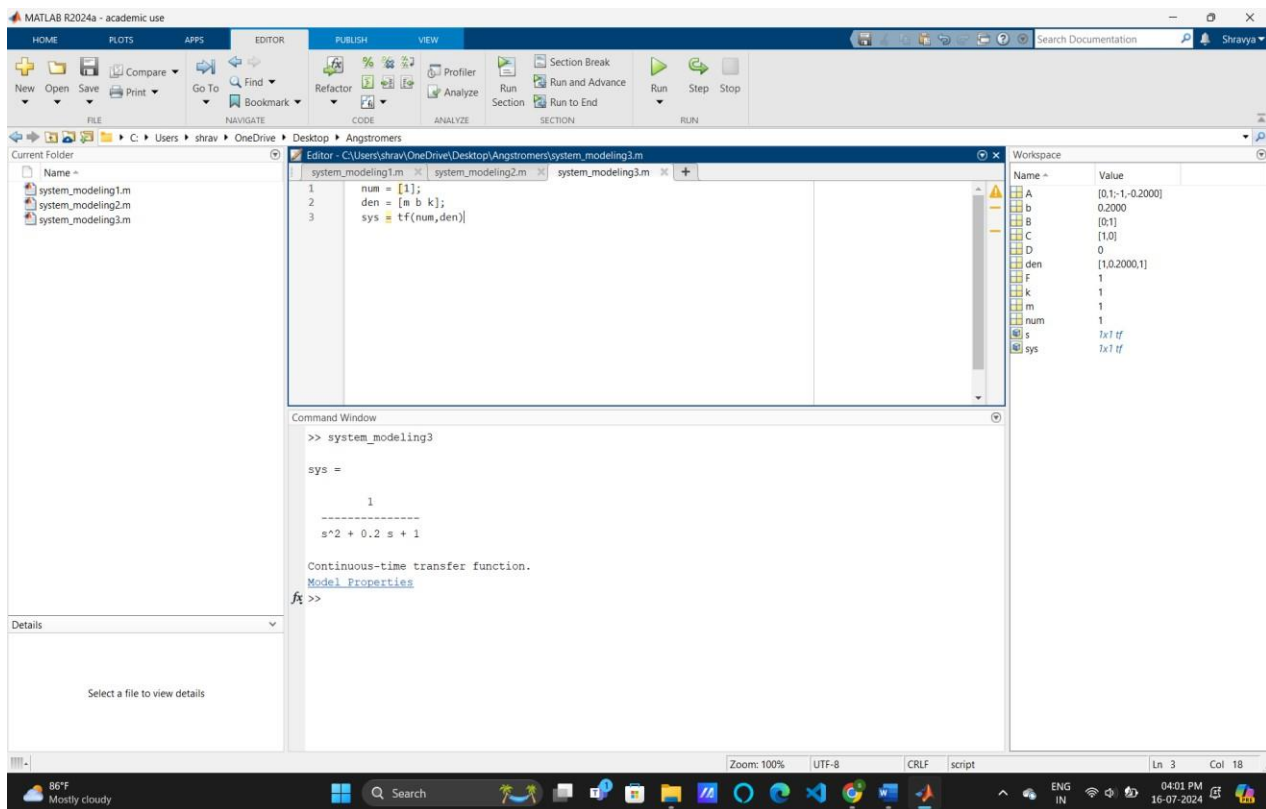 MATLAB R2024a - academic use
HOME PLOTS APPS EDITOR PUBLISH VIEW Search Documentation Shravya
New Open Save Compare Print Go To Find Bookmark Refactor Profiler Analyze Run Section Section Break Run and Advance Run to End Run Step Stop
FILE NAVIGATE CODE ANALYZE SECTION RUN
C: Users shrav OneDrive Desktop Angstromers
Current Folder
Name
system_modeling1.m
system_modeling2.m
system_modeling3.m
Details
Select a file to view details
Editor - C:\Users\shrav\OneDrive\Desktop\Angstromers\system_modeling3.m
system_modeling1.m system_modeling2.m system_modeling3.m
1 num = [1];
2 den = [m b k];
3 sys = tf(num,den)
Command Window
>> system_modeling3
sys =
1
---------------
s^2 + 0.2 s + 1
Continuous-time transfer function.
Model Properties
fx >>
Workspace
Name Value
A [0,1;-1,-0.2000]
b 0.2000
B [0;1]
C [1,0]
D 0
den [1,0.2000,1]
F 1
k 1
m 1
num 1
s 1x1 tf
sys 1x1 tf
Zoom: 100% UTF-8 CRLF script Ln 3 Col 18
86°F
Mostly cloudy
Search
ENG
IN
04:01 PM
16-07-2024